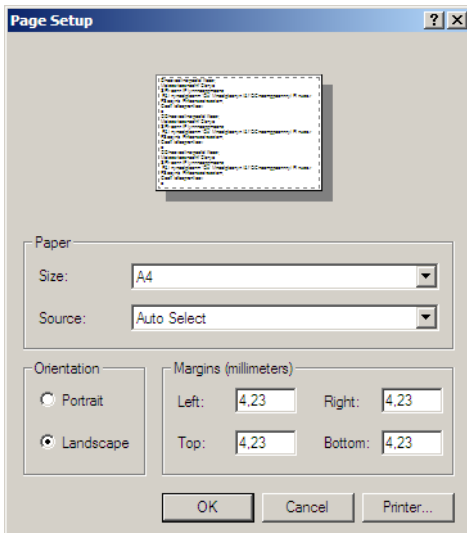 Page Setup
Paper
Size: A4
Source: Auto Select
Orientation
Portrait
Landscape
Margins (millimeters)
Left: 4,23 Right: 4,23
Top: 4,23 Bottom: 4,23
OK Cancel Printer...